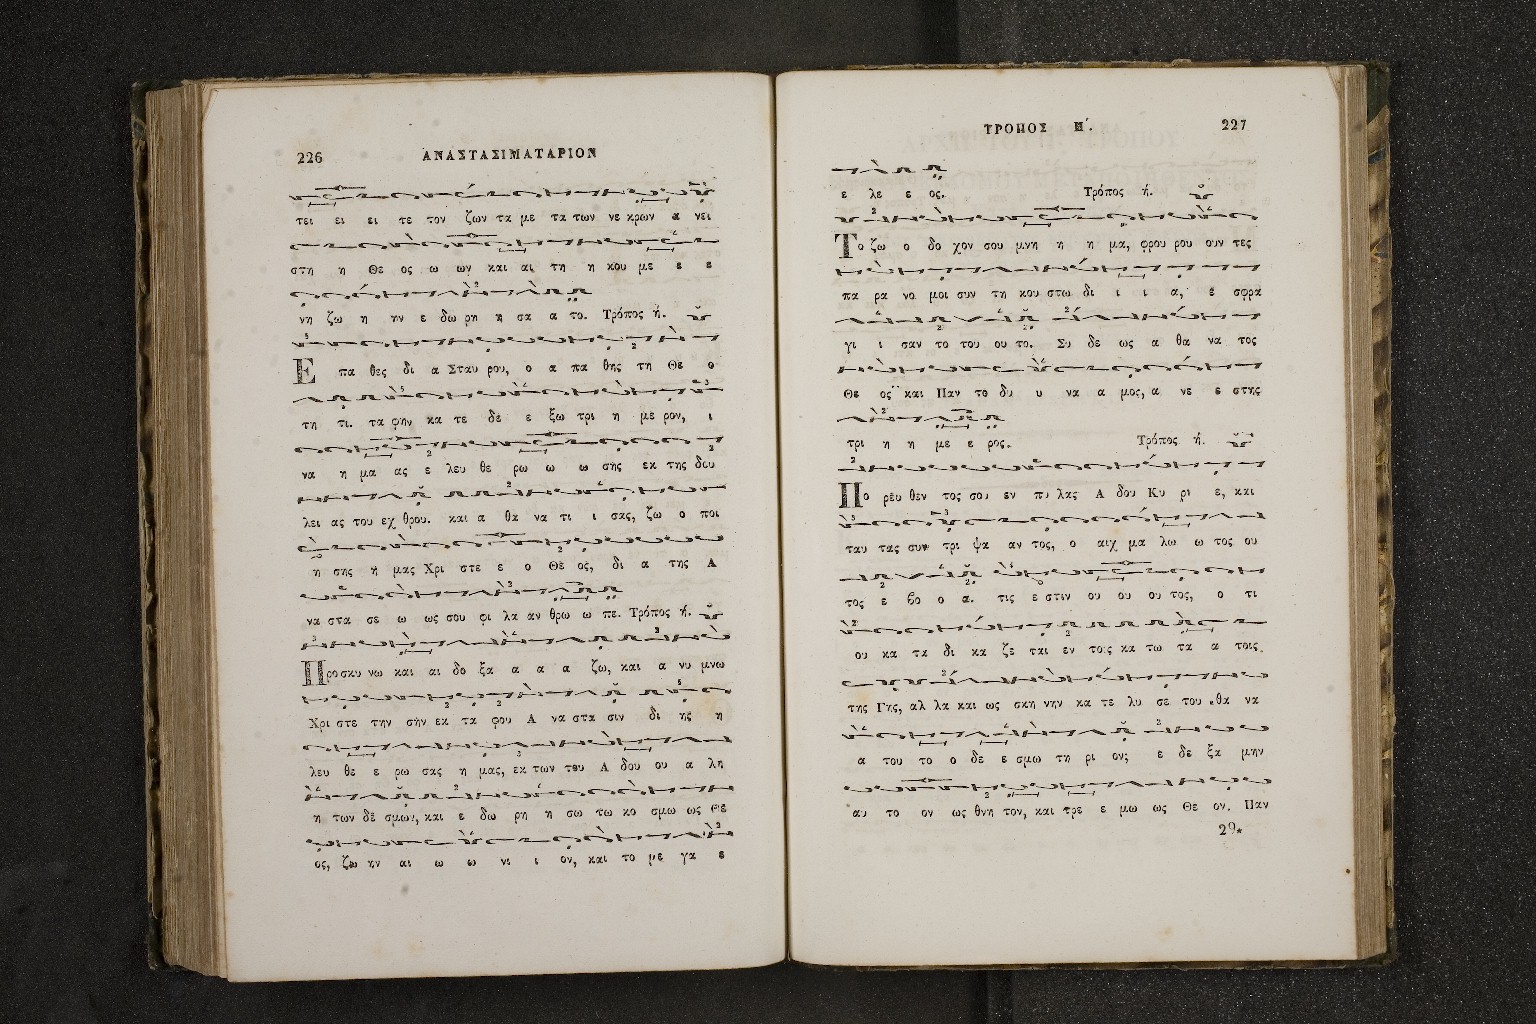 226 ΑΝΑΣΤΑΣΙΜΑΤΑΡΙΟΝ
τει ει ει τε τον ζων τα με τα των νε κρων α νει
στη η Θε ος ω ων και αι τη η κου με ε ε
νη ζω η ην ε δω ρη η σα α το. Τρόπος ή.
Ε πα θες δι α Σταυ ρου, ο α πα θης τη Θε ο
τη τι. τα φην κα τε δε ε ξω τρι η με ρον, ι
να η μα ας ε λευ θε ρω ω ω σης εκ της δου
λει ας του εχ θρου. και α θα να τι ι σας, ζω ο ποι
η σης ή μας Χρι στε ε ο Θε ος, δι α της Α
να στα σε ω ως σου φι λα αν θρω ω πε. Τρόπος ή.
Προσκυ νω και αι δο ξα α α α ζω, και α νυ μνω
Χρι στε την σήν εκ τα φου Α να στα σιν δι ης η
λευ θε ε ρω σας η μας, εκ των του Α δου ου α λη
η των δε σμων, και ε δω ρη η σω τω κο σμω ως Θε
ος, ζω ην αι ω ω νι ι ον, και το με γα ε
ΤΡΟΠΟΣ Η΄. 227
ε λε ε ος. Τρόπος ή.
Το ζω ο δο χον σου μνη η η μα, φρου ρου ουν τες
πα ρα νο μοι συν τη κου στω δι ι ι α, ε σφρα
γι ι σαν το του ου το. Συ δε ως α θα να τος
Θε ος και Παν το δυ υ να α μος, α νε ε στης
τρι η η με ε ρος. Τρόπος ή.
Πο ρευ θεν τος σου εν πυ λας Α δου Κυ ρι ε, και
ταυ τας συν τρι ψα αν τος, ο αιχ μα λω ω τος ου
τος ε βο ο α. τις ε στιν ου ου ου τος, ο τι
ου κα τα δι κα ζε ται εν τοις κα τω τα α τοις
της Γης, αλ λα και ως σκη νην κα τε λυ σε του θα να
α του το ο δε ε σμω τη ρι ον; ε δε ξα μην
αυ το ον ως θνη τον, και τρε ε μω ως Θε ον. Παν
29*